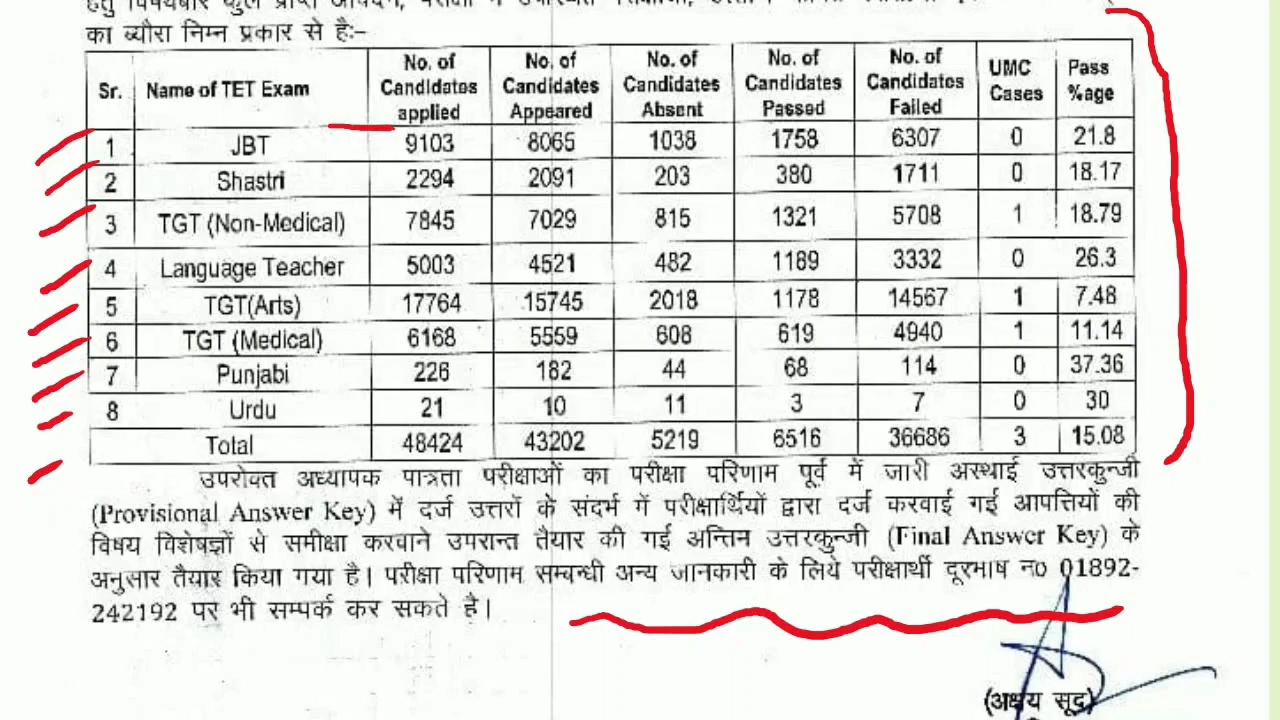 का ब्यौरा निम्न प्रकार से है:-
Sr. Name of TET Exam No. of Candidates applied No. of Candidates Appeared No. of Candidates Absent No. of Candidates Passed No. of Candidates Failed UMC Cases Pass %age
1 JBT 9103 8065 1038 1758 6307 0 21.8
2 Shastri 2294 2091 203 380 1711 0 18.17
3 TGT (Non-Medical) 7845 7029 815 1321 5708 1 18.79
4 Language Teacher 5003 4521 482 1189 3332 0 26.3
5 TGT(Arts) 17764 15745 2018 1178 14567 1 7.48
6 TGT (Medical) 6168 5559 608 619 4940 1 11.14
7 Punjabi 226 182 44 68 114 0 37.36
8 Urdu 21 10 11 3 7 0 30
Total 48424 43202 5219 6516 36686 3 15.08
उपरोक्त अध्यापक पात्रता परीक्षाओं का परीक्षा परिणाम पूर्व में जारी अस्थाई उत्तरकुन्जी
(Provisional Answer Key) में दर्ज उत्तरों के संदर्भ में परीक्षार्थियों द्वारा दर्ज करवाई गई आपत्तियों की
विषय विशेषज्ञों से समीक्षा करवाने उपरान्त तैयार की गई अन्तिम उत्तरकुन्जी (Final Answer Key) के
अनुसार तैयार किया गया है। परीक्षा परिणाम सम्बन्धी अन्य जानकारी के लिये परीक्षार्थी दूरभाष न0 01892-
242192 पर भी सम्पर्क कर सकते है।
(अक्षय सूद)